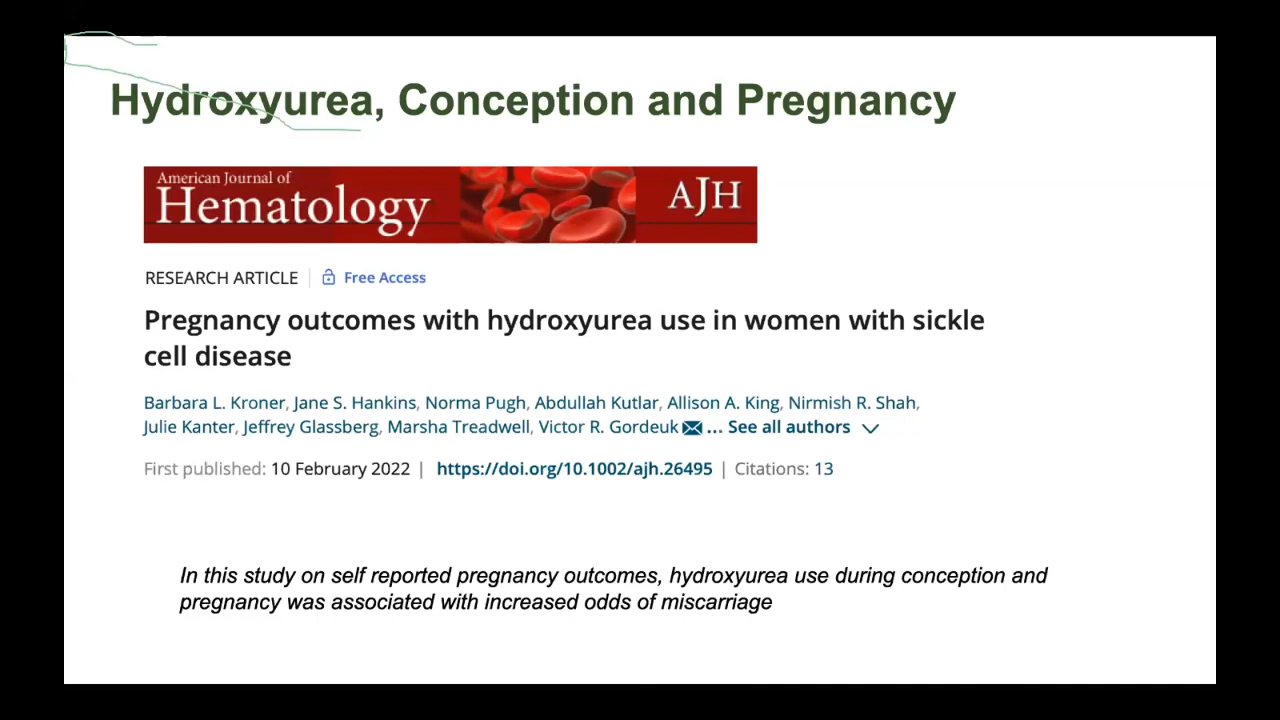 Hydroxyurea, Conception and Pregnancy
American Journal of
Hematology
AJH
RESEARCH ARTICLE | Free Access
Pregnancy outcomes with hydroxyurea use in women with sickle
cell disease
Barbara L. Kroner, Jane S. Hankins, Norma Pugh, Abdullah Kutlar, Allison A. King, Nirmish R. Shah,
Julie Kanter, Jeffrey Glassberg, Marsha Treadwell, Victor R. Gordeuk ... See all authors
First published: 10 February 2022 | https://doi.org/10.1002/ajh.26495 | Citations: 13
In this study on self reported pregnancy outcomes, hydroxyurea use during conception and
pregnancy was associated with increased odds of miscarriage